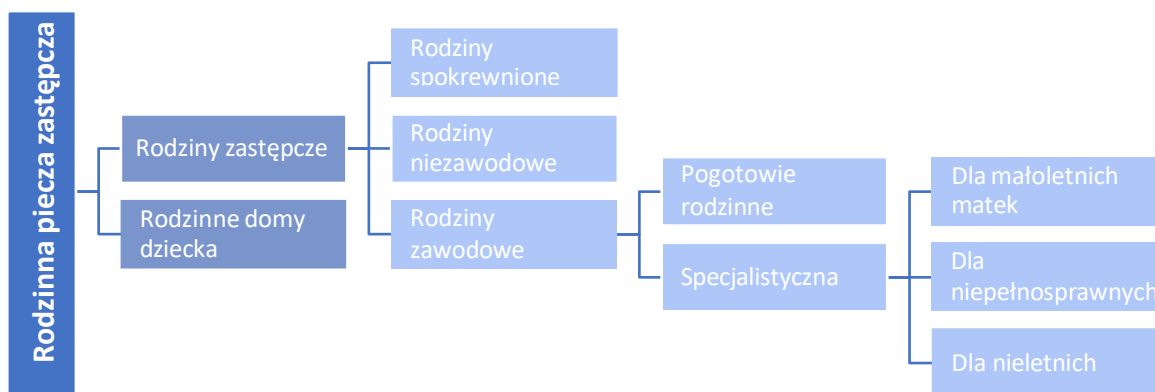 Rodzinna piecza zastępcza
Rodziny zastępcze
Rodzinne domy
dziecka
Rodziny
spokrewnione
Rodziny
niezawodowe
Rodziny
zawodowe
Pogotowie
rodzinne
Specjalistyczna
Dla małoletnich
matek
Dla
niepełnosprawnych
Dla nieletnich